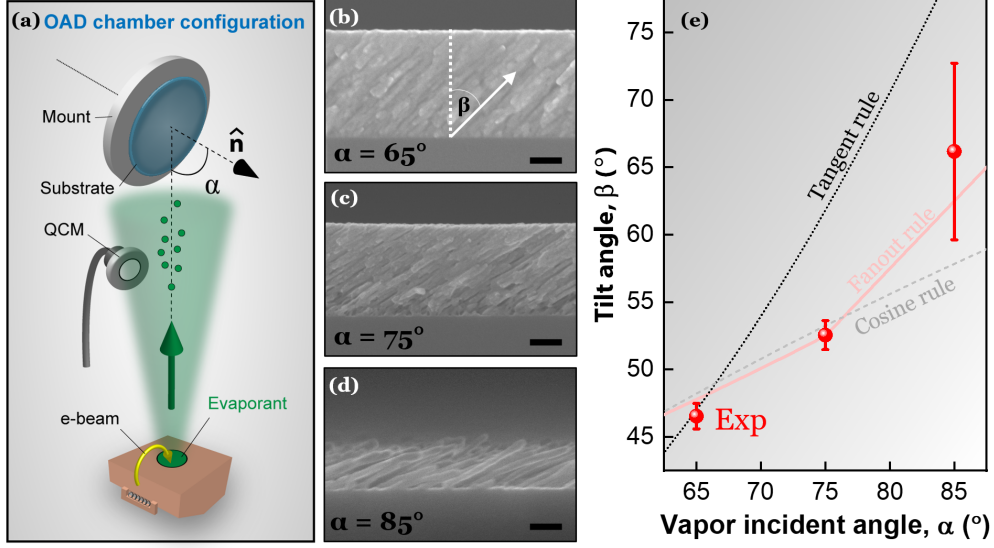 (a) OAD chamber configuration
Mount
n̂
α
Substrate
QCM
e-beam
Evaporant
(b)
β
α = 65°
(c)
α = 75°
(d)
α = 85°
(e)
Tilt angle, β (°)
75
70
65
60
55
50
45
Tangent rule
Fanout rule
Cosine rule
Exp
65 70 75 80 85
Vapor incident angle, α (°)